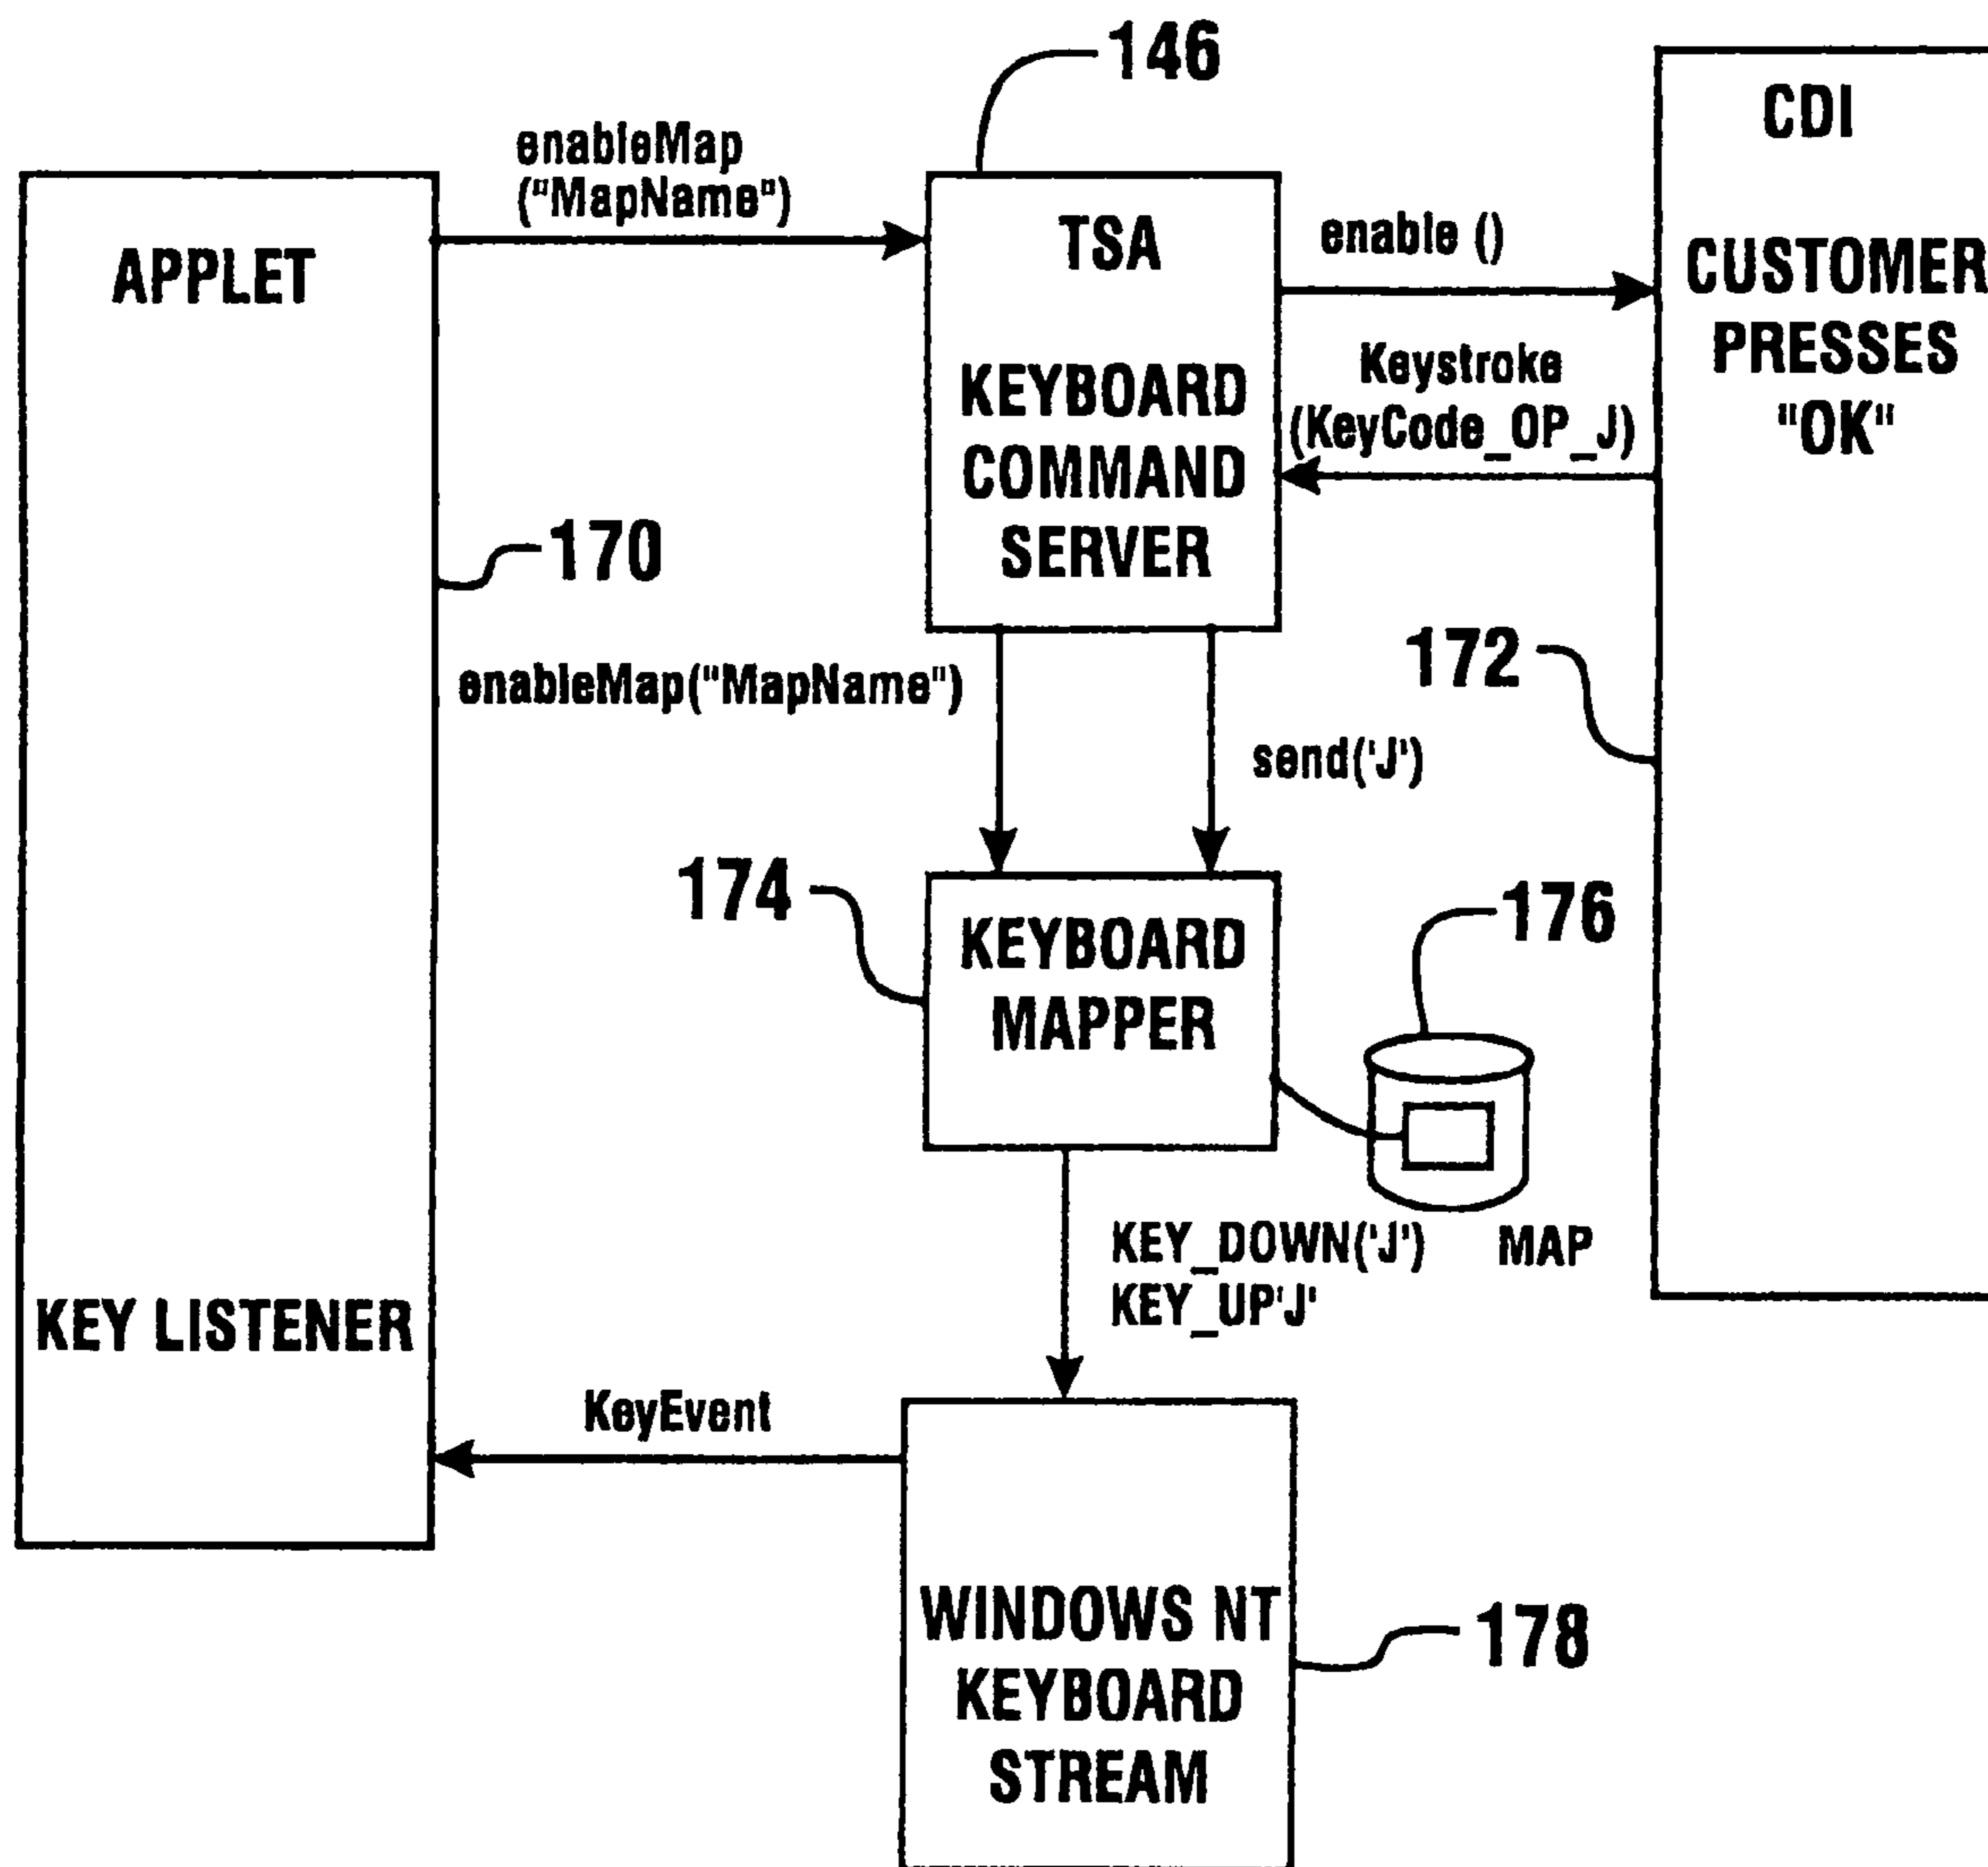 146
CDI
enableMap
("MapName")
APPLET
TSA
enable ()
CUSTOMER
PRESSES
"OK"
Keystroke
(KeyCode_OP_J)
KEYBOARD
COMMAND
SERVER
170
172
enableMap("MapName")
send('J')
174
176
KEYBOARD
MAPPER
KEY_DOWN('J')
KEY_UP'J'
MAP
KEY LISTENER
KeyEvent
WINDOWS NT
KEYBOARD
STREAM
178